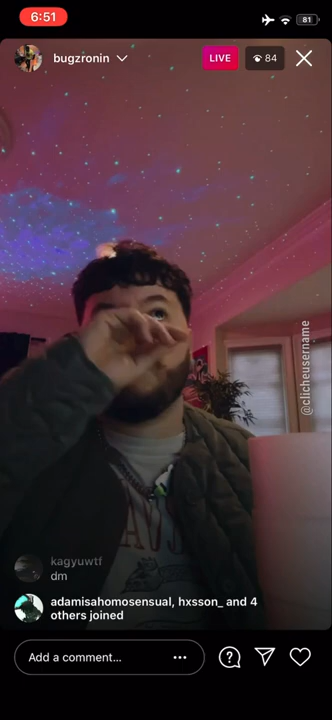 6:51
81
bugzronin
LIVE
84
@clicheusername
kagyuwtf
dm
adamisahomosensual, hxsson_ and 4
others joined
Add a comment...